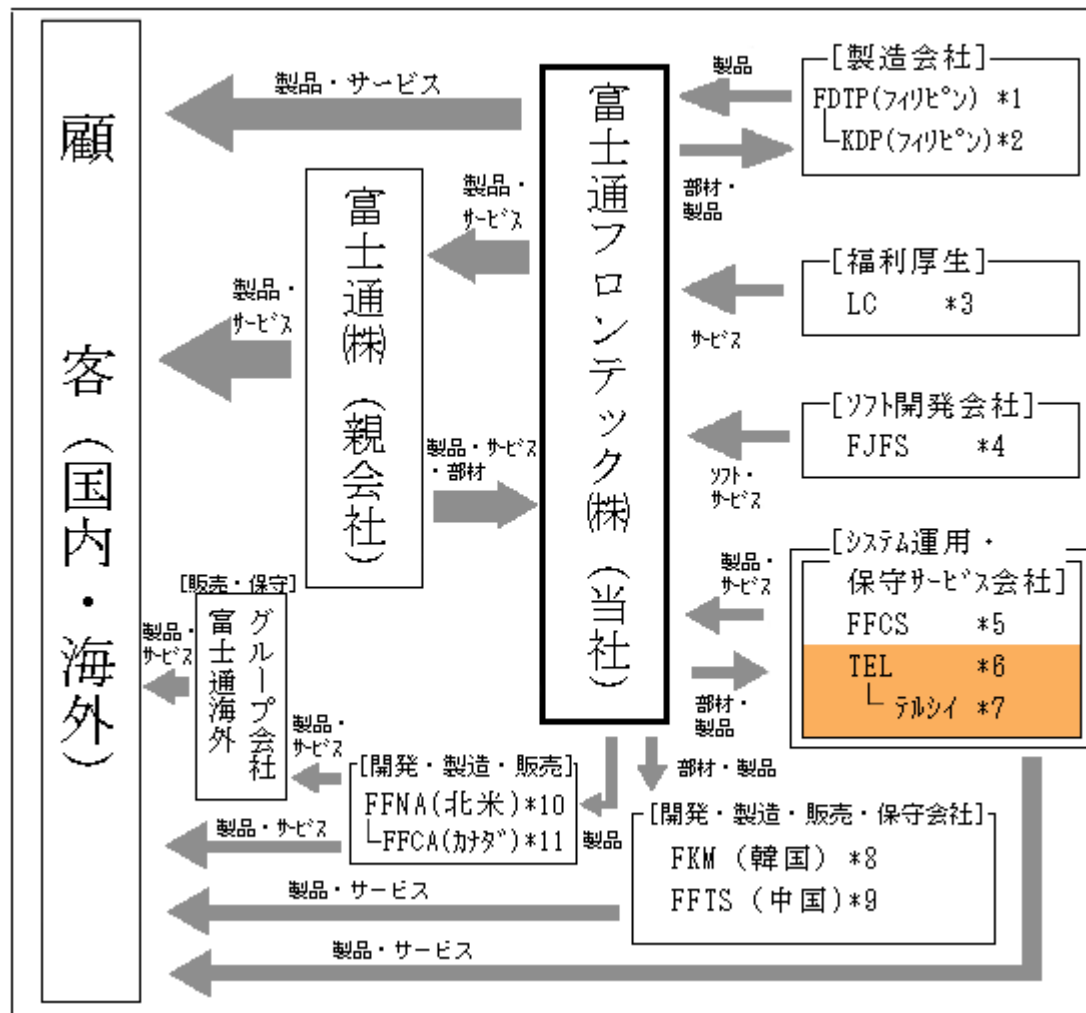 顧客（国内・海外）
製品・サービス
富士通㈱（親会社）
製品・
サービス
製品・
サービス
製品・サービス
・部材
富士通フロンテック㈱（当社）
製品
部材・
製品
[製造会社]
FDTP(フィリピン) *1
KDP(フィリピン)*2
サービス
[福利厚生]
LC *3
ソフト・
サービス
[ソフト開発会社]
FJFS *4
製品・
サービス
部材・
製品
[システム運用・
保守サービス会社]
FFCS *5
TEL *6
テルシイ *7
[販売・保守]
富士通海外
グループ会社
製品・
サービス
製品・
サービス
[開発・製造・販売]
FFNA(北米)*10
FFCA(カナダ)*11
製品
部材・製品
[開発・製造・販売・保守会社]
FKM (韓国) *8
FFTS (中国)*9
製品・サービス
製品・サービス
製品・サービス